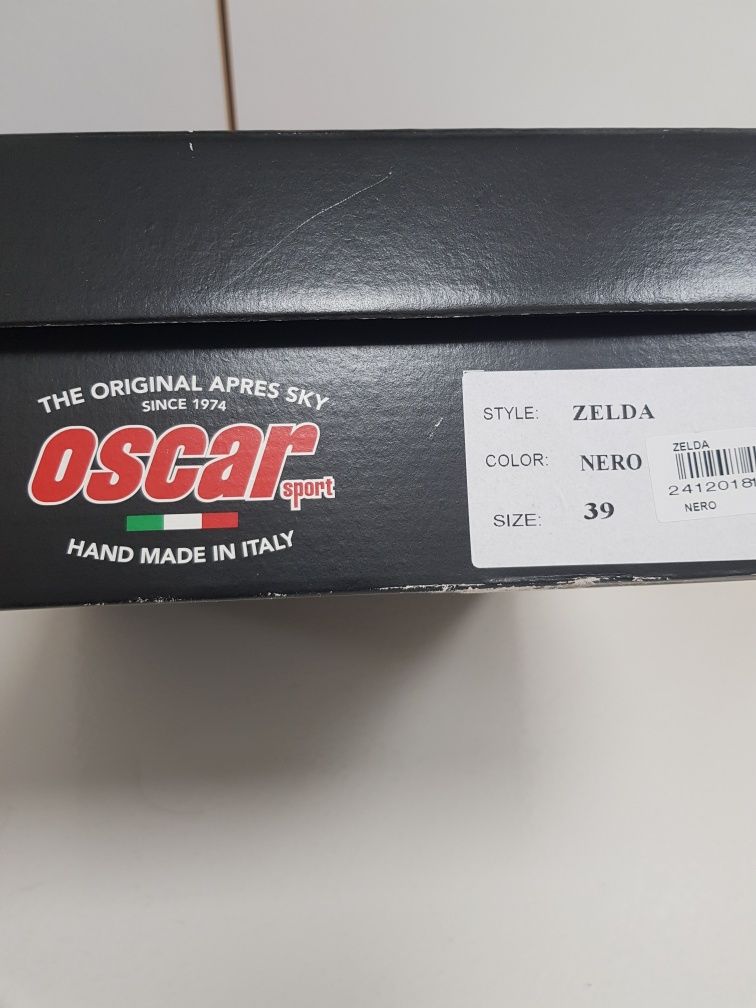 THE ORIGINAL APRES SKY
SINCE 1974
oscar
sport
HAND MADE IN ITALY
STYLE: ZELDA
COLOR: NERO
SIZE: 39
ZELDA
NERO